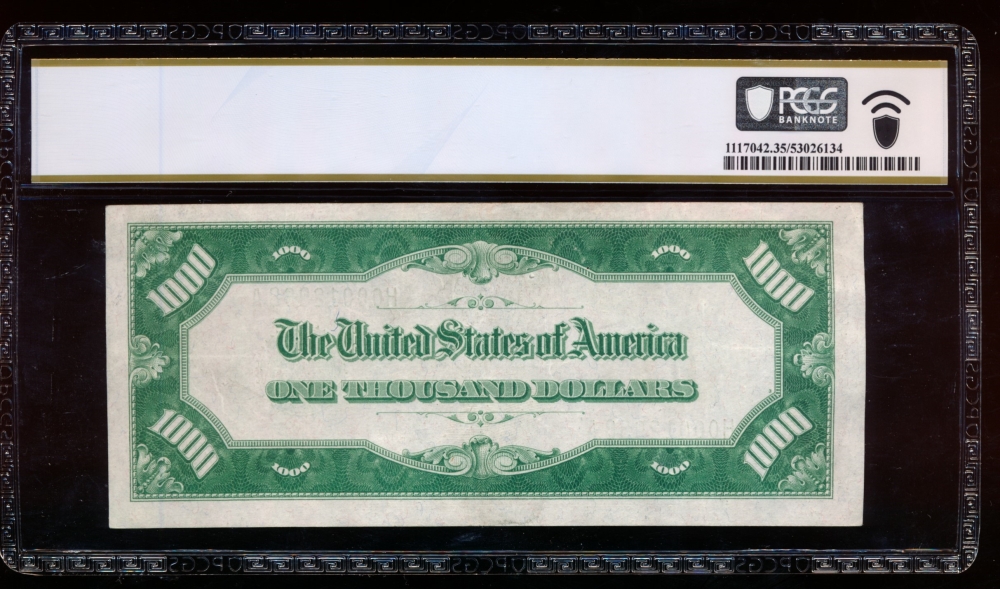 PCGS
BANKNOTE
1117042.35/53026134
1000 1000 1000 1000
The United States of America
ONE THOUSAND DOLLARS
1000 1000 1000 1000